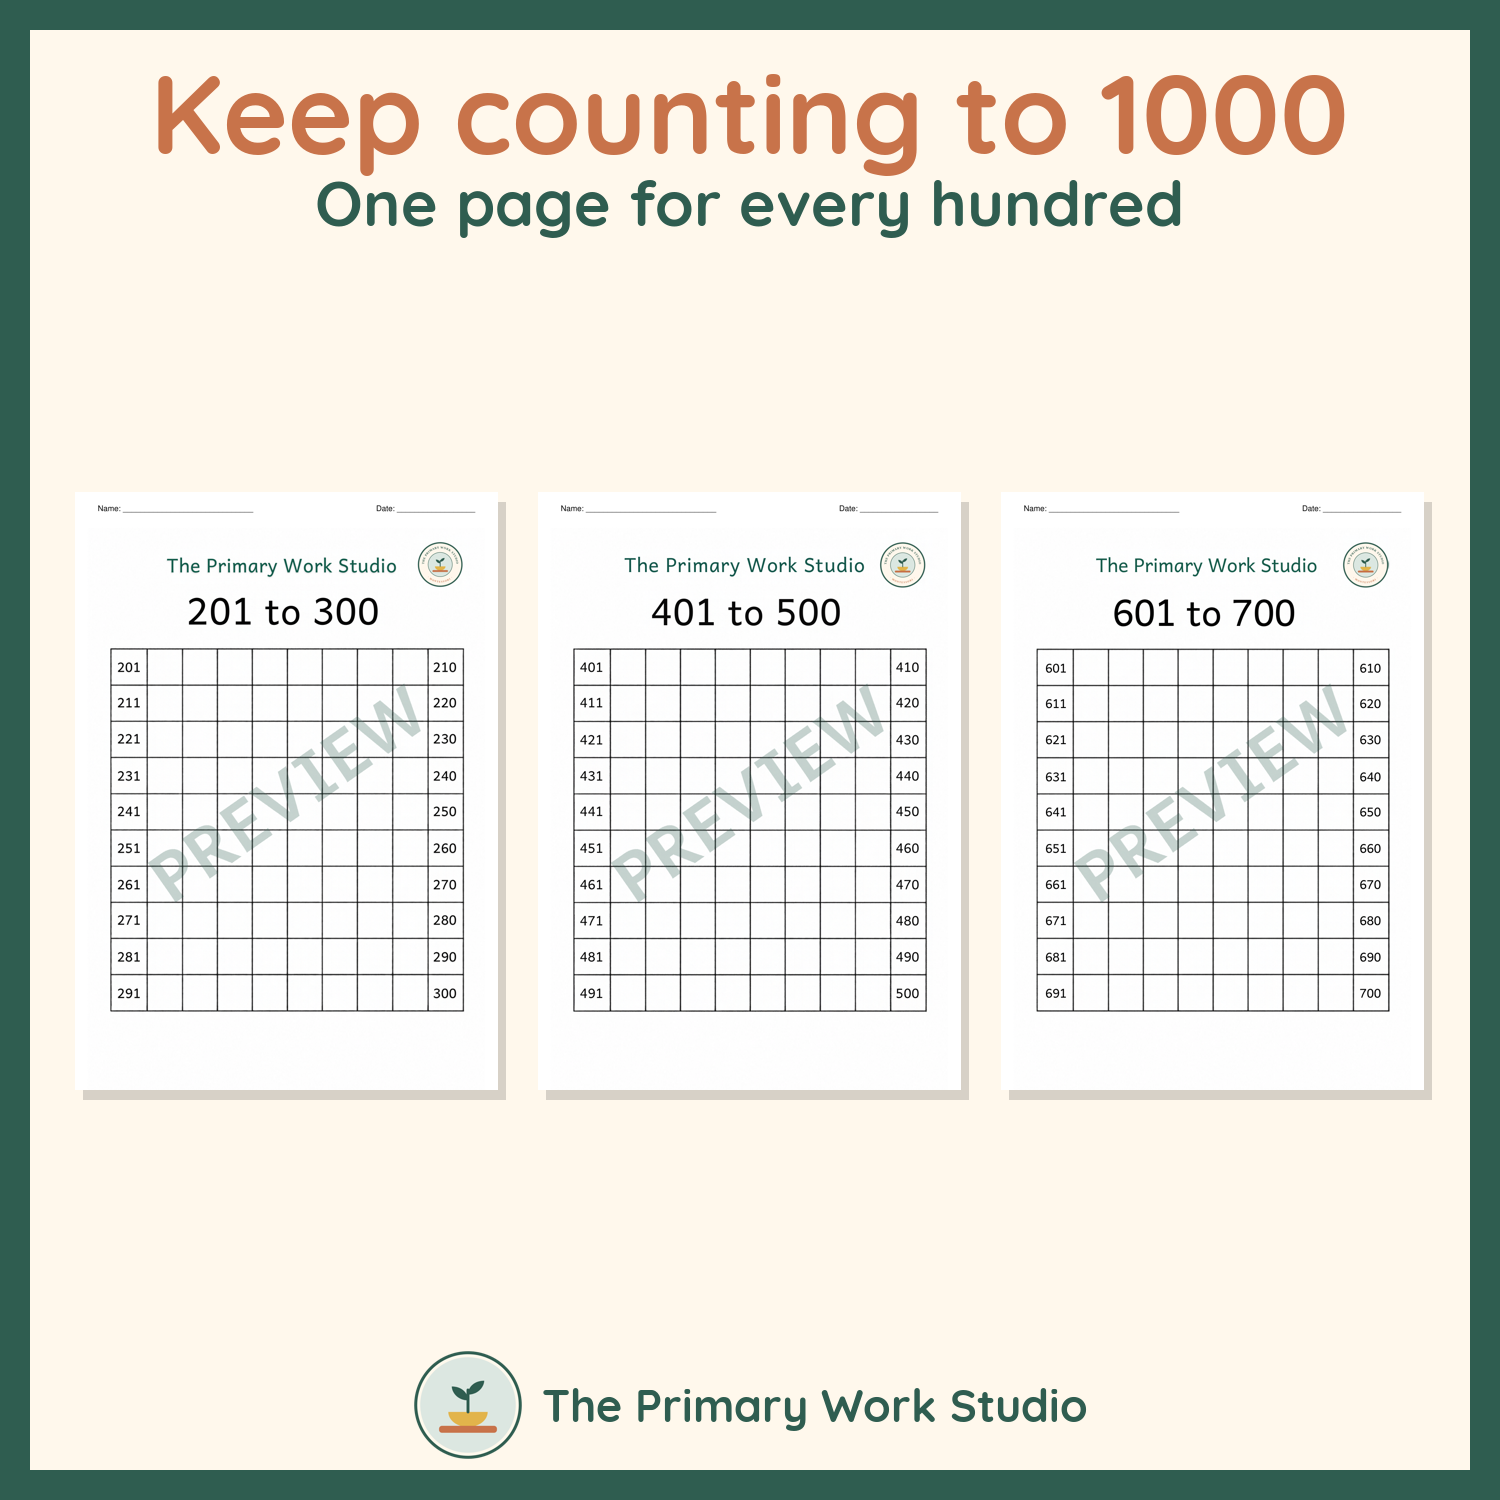 Keep counting to 1000
One page for every hundred
Name:
Date:
The Primary Work Studio
201 to 300
201 210
211 220
221 230
231 240
241 250
251 260
261 270
271 280
281 290
291 300
PREVIEW
Name:
Date:
The Primary Work Studio
401 to 500
401 410
411 420
421 430
431 440
441 450
451 460
461 470
471 480
481 490
491 500
PREVIEW
Name:
Date:
The Primary Work Studio
601 to 700
601 610
611 620
621 630
631 640
641 650
651 660
661 670
671 680
681 690
691 700
PREVIEW
The Primary Work Studio